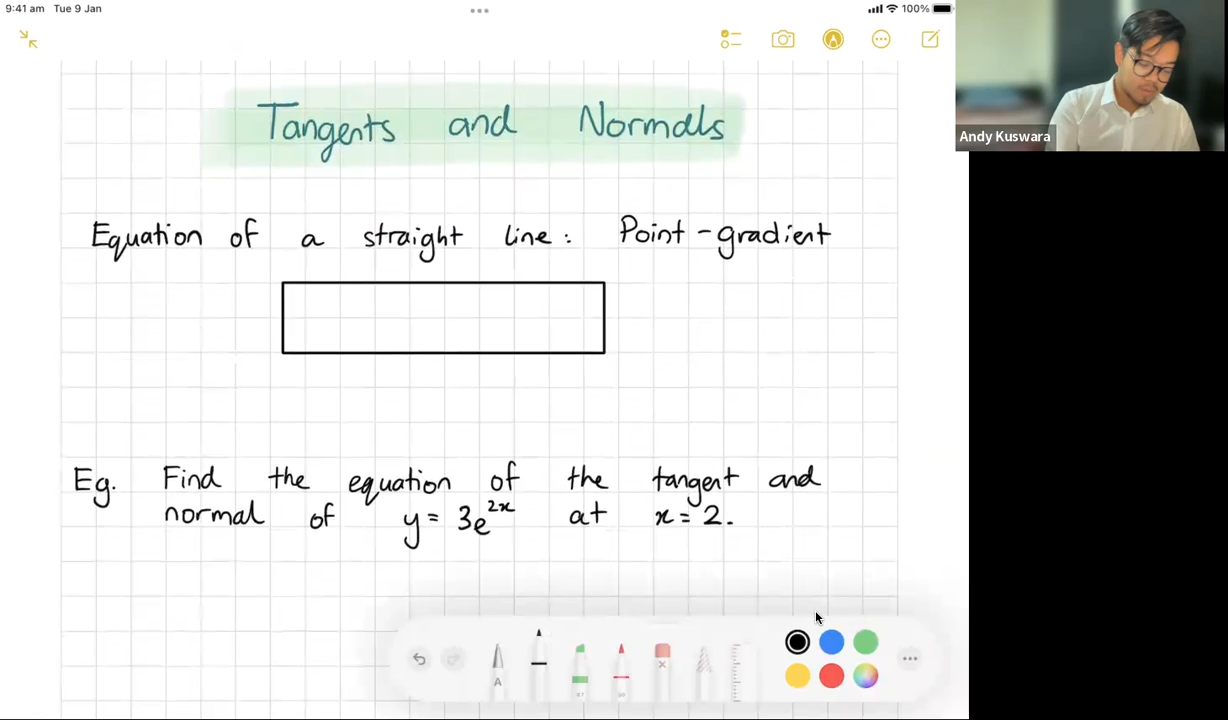 9:41 am Tue 9 Jan
100%
Andy Kuswara
Tangents and Normals
Equation of a straight line: Point-gradient
Eg. Find the equation of the tangent and
normal of y = 3e^{2x} at x = 2.
A